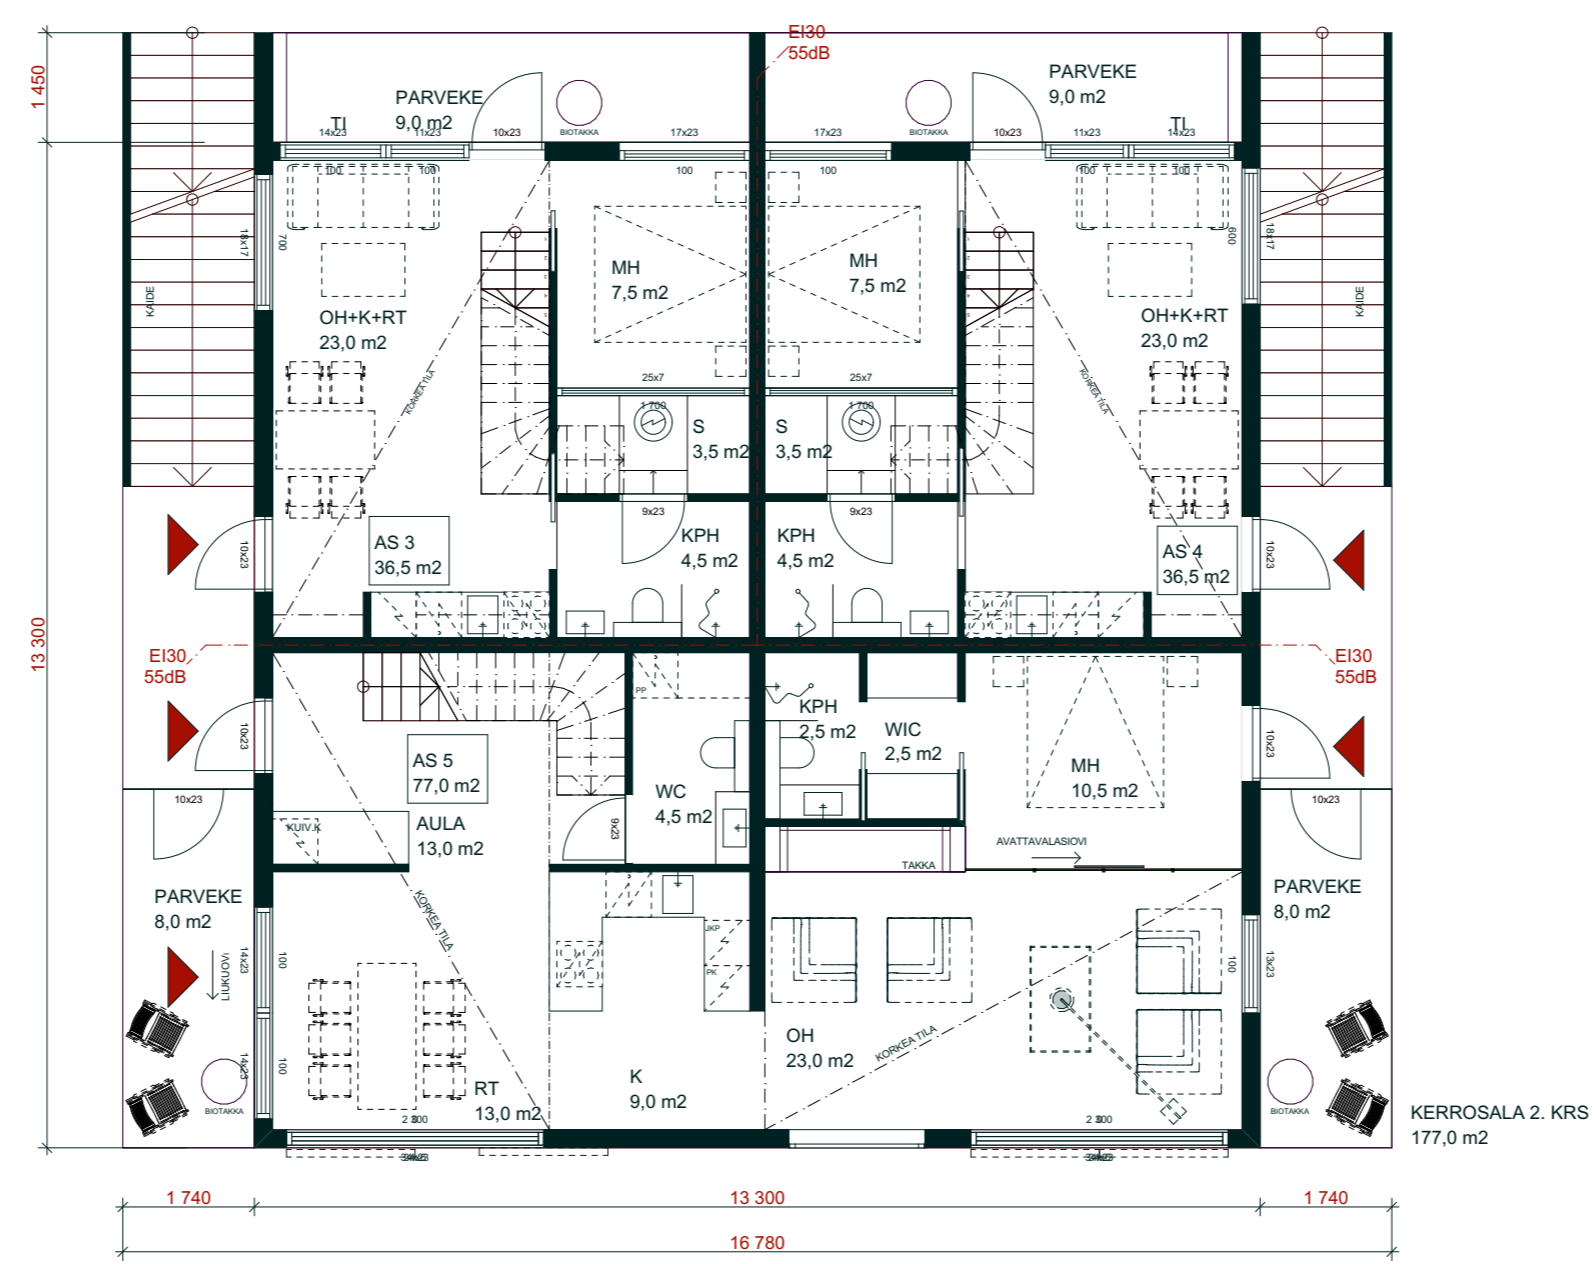 EI30
55dB
PARVEKE
9,0 m2
PARVEKE
9,0 m2
1 450
TI
14x23
11x23
10x23
BIOTAKKA
17x23
17x23
BIOTAKKA
10x23
11x23
TI
14x23
100
100
100
100
100
100
18x17
700
600
18x17
MH
7,5 m2
MH
7,5 m2
KAIDE
KAIDE
OH+K+RT
23,0 m2
OH+K+RT
23,0 m2
KORKEA TILA
KORKEA TILA
25x7
25x7
1 700
1 700
S
3,5 m2
S
3,5 m2
9x23
9x23
KPH
4,5 m2
KPH
4,5 m2
AS 3
36,5 m2
AS 4
36,5 m2
10x23
10x23
13 300
EI30
55dB
EI30
55dB
PP
10x23
10x23
KPH
2,5 m2
WIC
2,5 m2
AS 5
77,0 m2
MH
10,5 m2
WC
4,5 m2
10x23
10x23
KUIV.K
AULA
13,0 m2
9x23
AVATTAVALASIOVI
TAKKA
PARVEKE
8,0 m2
PARVEKE
8,0 m2
KORKEA TILA
JKP
PK
LIUKUOVI
14x23
100
100
13x23
OH
23,0 m2
KORKEA TILA
14x23
100
RT
13,0 m2
K
9,0 m2
BIOTAKKA
BIOTAKKA
KERROSALA 2. KRS
177,0 m2
1 740
13 300
1 740
16 780